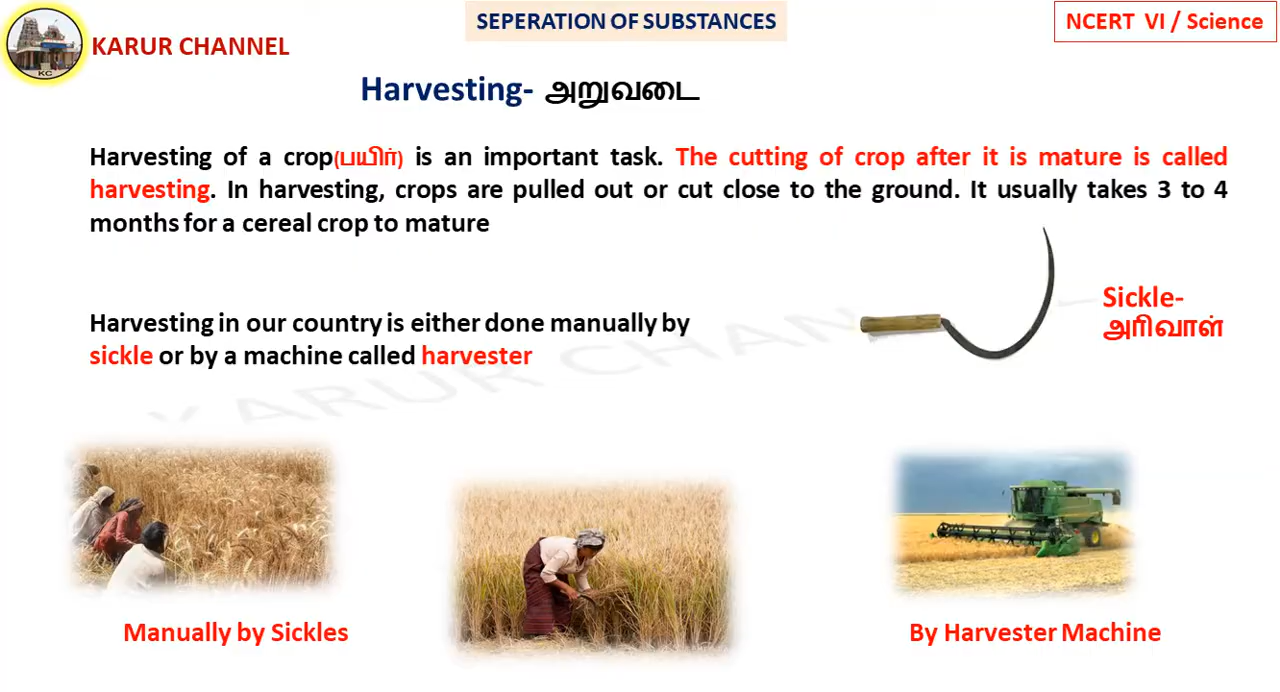 SEPERATION OF SUBSTANCES
NCERT VI / Science
KARUR CHANNEL
KC
Harvesting- அறுவடை
Harvesting of a crop(பயிர்) is an important task. The cutting of crop after it is mature is called
harvesting. In harvesting, crops are pulled out or cut close to the ground. It usually takes 3 to 4
months for a cereal crop to mature
Sickle-
அரிவாள்
Harvesting in our country is either done manually by
sickle or by a machine called harvester
KARUR CHANNEL
Manually by Sickles
By Harvester Machine